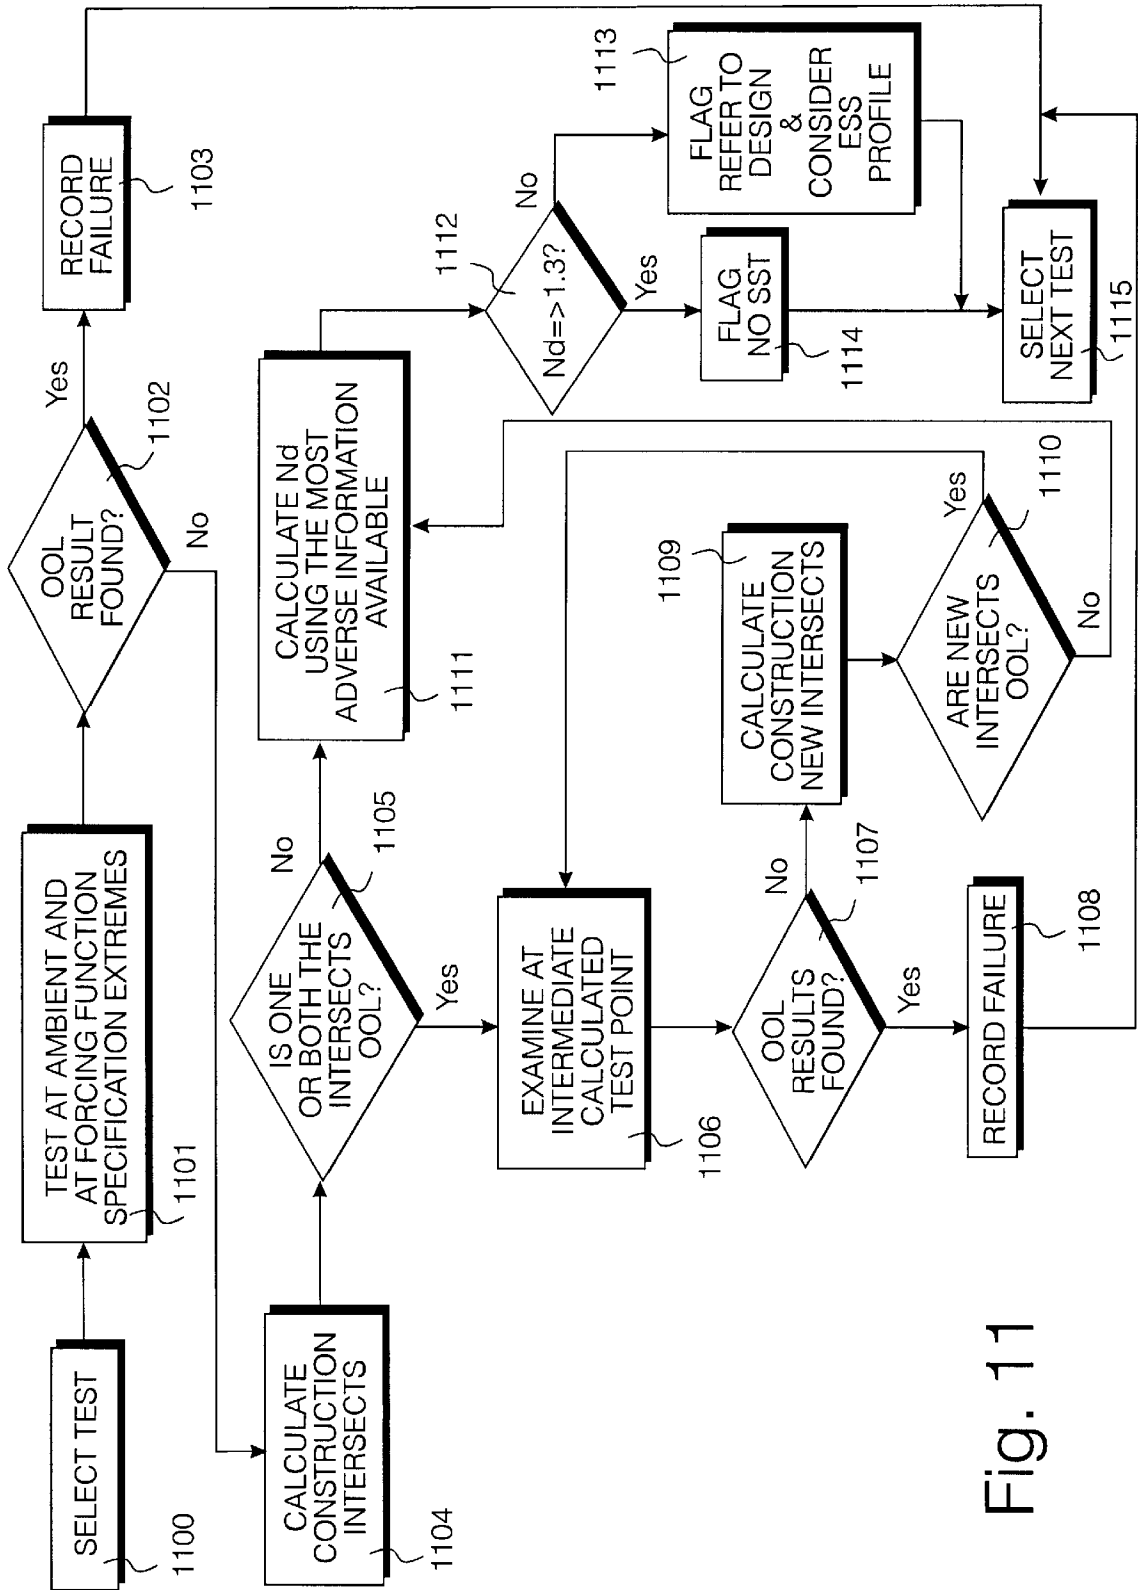 SELECT TEST
1100
TEST AT AMBIENT AND
AT FORCING FUNCTION
SPECIFICATION EXTREMES
1101
OOL
RESULT
FOUND?
1102
Yes
No
RECORD
FAILURE
1103
CALCULATE
CONSTRUCTION
INTERSECTS
1104
IS ONE
OR BOTH THE
INTERSECTS
OOL?
1105
No
Yes
EXAMINE AT
INTERMEDIATE
CALCULATED
TEST POINT
1106
OOL
RESULTS
FOUND?
1107
No
Yes
RECORD FAILURE
1108
CALCULATE
CONSTRUCTION
NEW INTERSECTS
1109
ARE NEW
INTERSECTS
OOL?
1110
Yes
No
CALCULATE Nd
USING THE MOST
ADVERSE INFORMATION
AVAILABLE
1111
Nd=>1.3?
1112
No
Yes
FLAG
REFER TO
DESIGN
&
CONSIDER
ESS
PROFILE
1113
FLAG
NO SST
1114
SELECT
NEXT TEST
1115
Fig. 11